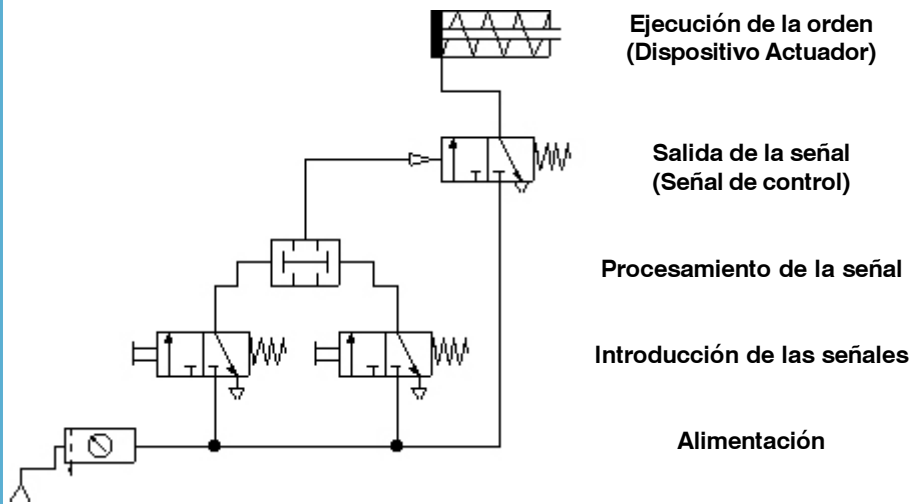 Ejecución de la orden
(Dispositivo Actuador)
Salida de la señal
(Señal de control)
Procesamiento de la señal
Introducción de las señales
Alimentación